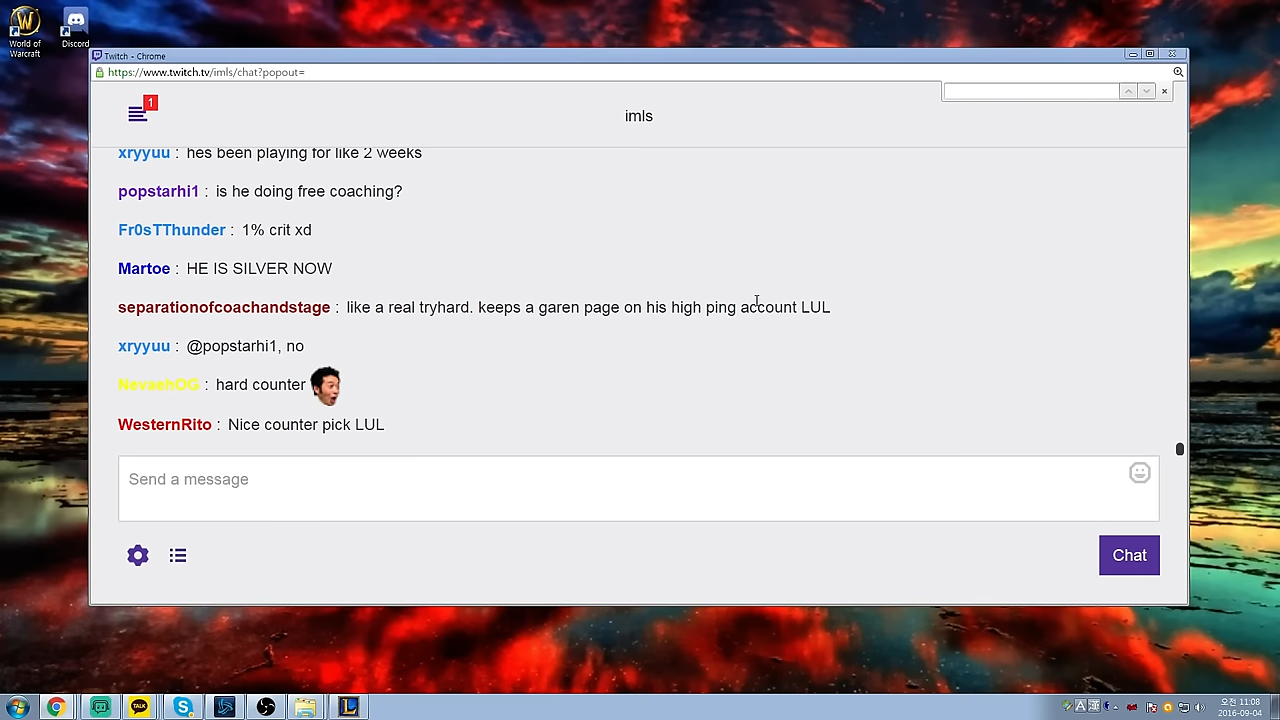 World of
Warcraft
Discord
Twitch - Chrome
https://www.twitch.tv/imls/chat?popout=
1
imls
xryyuu : hes been playing for like 2 weeks
popstarhi1 : is he doing free coaching?
Fr0sTThunder : 1% crit xd
Martoe : HE IS SILVER NOW
separationofcoachandstage : like a real tryhard. keeps a garen page on his high ping account LUL
xryyuu : @popstarhi1, no
NevaehOG : hard counter
WesternRito : Nice counter pick LUL
Send a message
Chat
TALK
A 漢
오전 11:08
2016-09-04